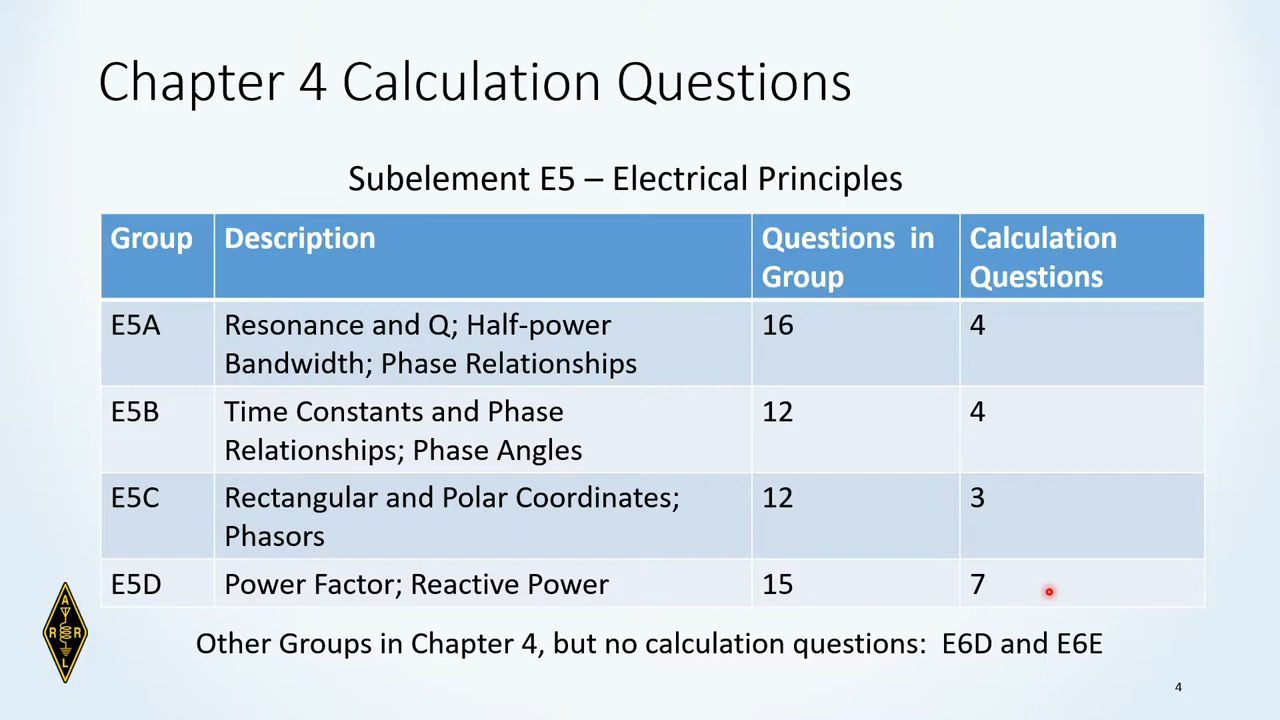 Chapter 4 Calculation Questions
Subelement E5 – Electrical Principles
Group Description Questions in Group Calculation Questions
E5A Resonance and Q; Half-power Bandwidth; Phase Relationships 16 4
E5B Time Constants and Phase Relationships; Phase Angles 12 4
E5C Rectangular and Polar Coordinates; Phasors 12 3
E5D Power Factor; Reactive Power 15 7
Other Groups in Chapter 4, but no calculation questions: E6D and E6E
A
R R
L
4